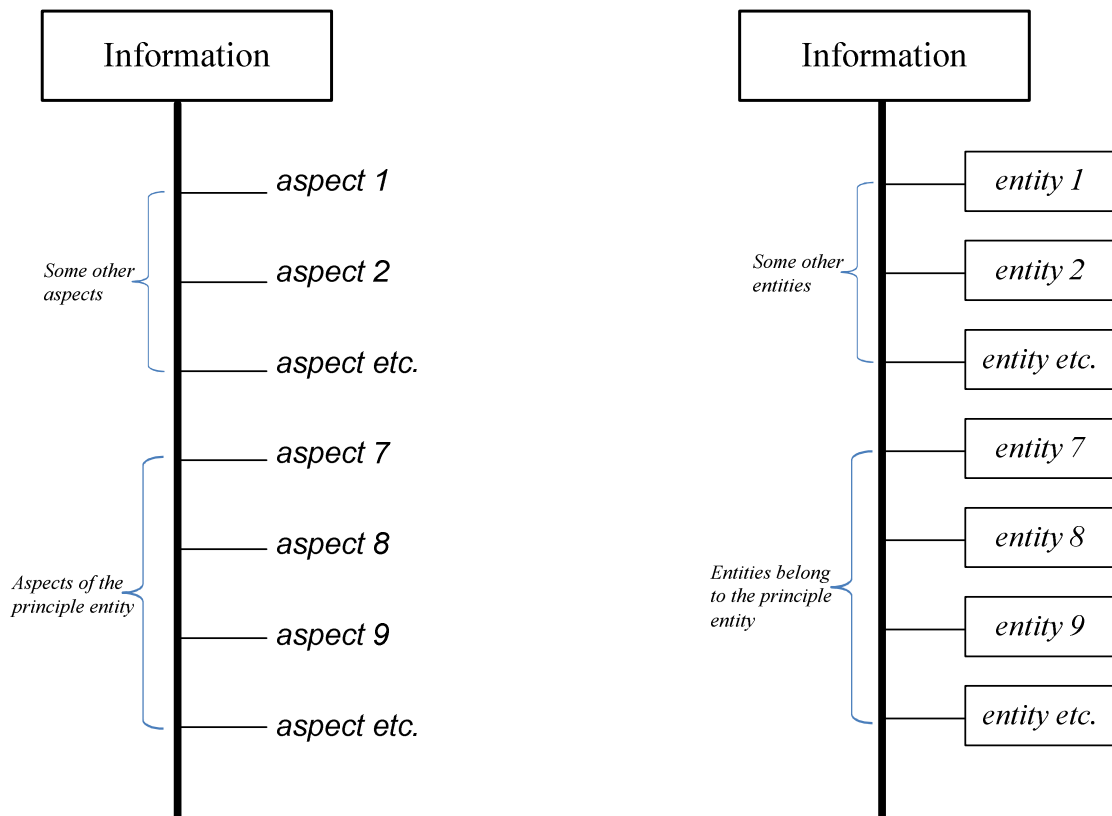 Information
aspect 1
aspect 2
Some other
aspects
aspect etc.
aspect 7
aspect 8
Aspects of the
principle entity
aspect 9
aspect etc.
Information
entity 1
entity 2
Some other
entities
entity etc.
entity 7
entity 8
Entities belong
to the principle
entity
entity 9
entity etc.